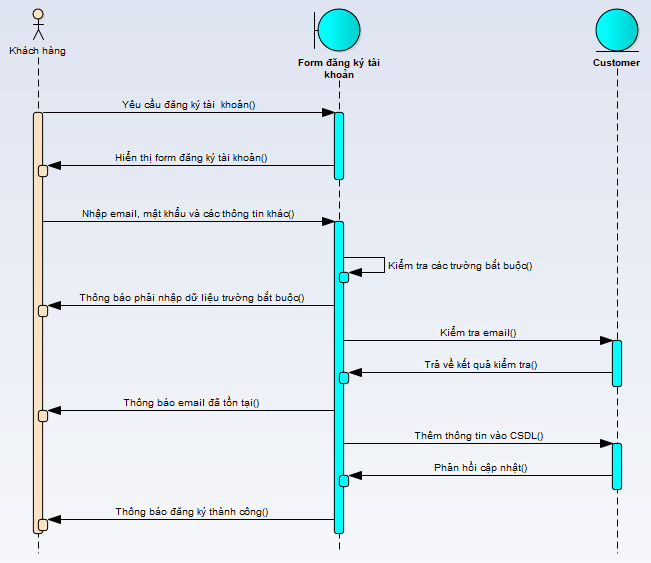 Khách hàng
Form đăng ký tài
khoản
Customer
Yêu cầu đăng ký tài khoản()
Hiển thị form đăng ký tài khoản()
Nhập email, mật khẩu và các thông tin khác()
Kiểm tra các trường bắt buộc()
Thông báo phải nhập dữ liệu trường bắt buộc()
Kiểm tra email()
Trả về kết quả kiểm tra()
Thông báo email đã tồn tại()
Thêm thông tin vào CSDL()
Phản hồi cập nhật()
Thông báo đăng ký thành công()